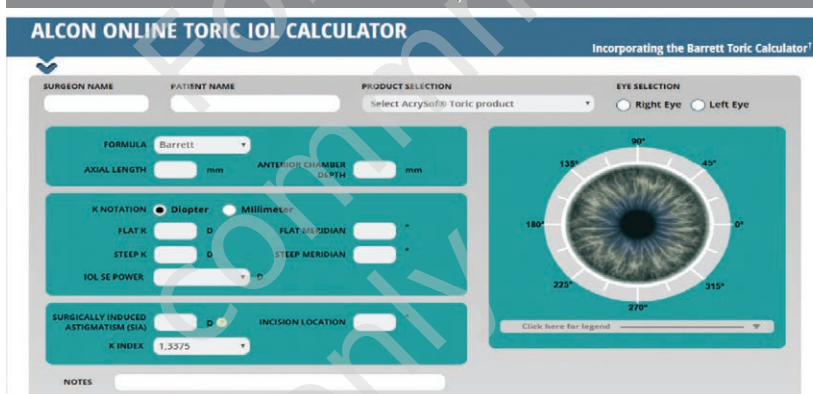 ALCON ONLINE TORIC IOL CALCULATOR
Incorporating the Barrett Toric Calculator†
SURGEON NAME PATIENT NAME PRODUCT SELECTION EYE SELECTION
Select AcrySof® Toric product Right Eye Left Eye
FORMULA Barrett
AXIAL LENGTH mm ANTERIOR CHAMBER DEPTH mm
K NOTATION Diopter Millimeter
FLAT K D FLAT MERIDIAN °
STEEP K D STEEP MERIDIAN °
IOL SE POWER D
SURGICALLY INDUCED ASTIGMATISM (SIA) D INCISION LOCATION °
K INDEX 1.3375
NOTES
90°
135° 45°
180° 0°
225° 315°
270°
Click here for legend
For
comm
only